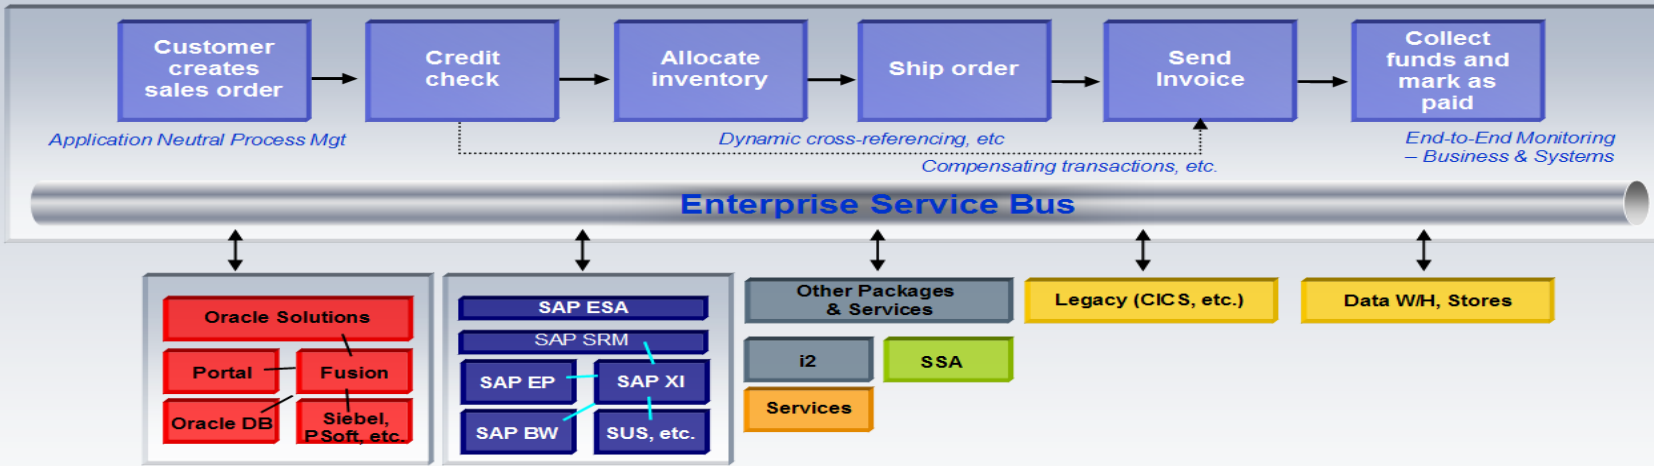 Customer
creates
sales order
Credit
check
Allocate
inventory
Ship order
Send
Invoice
Collect
funds and
mark as
paid
Application Neutral Process Mgt
Dynamic cross-referencing, etc
Compensating transactions, etc.
End-to-End Monitoring
– Business & Systems
Enterprise Service Bus
Oracle Solutions
Portal
Fusion
Oracle DB
Siebel,
PSoft, etc.
SAP ESA
SAP SRM
SAP EP
SAP XI
SAP BW
SUS, etc.
Other Packages
& Services
i2
SSA
Services
Legacy (CICS, etc.)
Data W/H, Stores